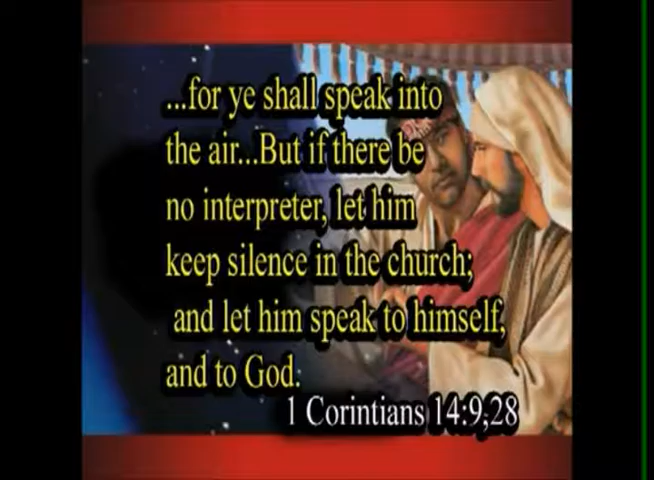 ...for ye shall speak into
the air...But if there be
no interpreter, let him
keep silence in the church;
and let him speak to himself,
and to God.
1 Corintians 14:9,28